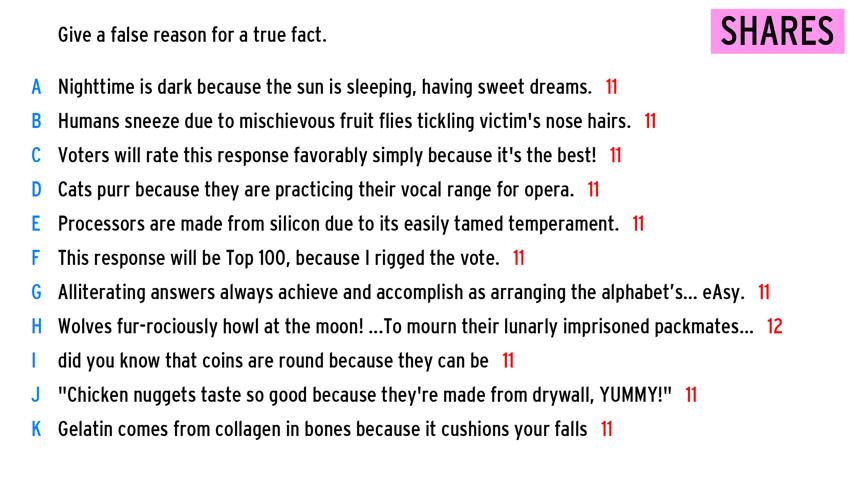 Give a false reason for a true fact.
SHARES
A Nighttime is dark because the sun is sleeping, having sweet dreams. 11
B Humans sneeze due to mischievous fruit flies tickling victim's nose hairs. 11
C Voters will rate this response favorably simply because it's the best! 11
D Cats purr because they are practicing their vocal range for opera. 11
E Processors are made from silicon due to its easily tamed temperament. 11
F This response will be Top 100, because I rigged the vote. 11
G Alliterating answers always achieve and accomplish as arranging the alphabet's... eAsy. 11
H Wolves fur-rociously howl at the moon! ...To mourn their lunarly imprisoned packmates... 12
I did you know that coins are round because they can be 11
J "Chicken nuggets taste so good because they're made from drywall, YUMMY!" 11
K Gelatin comes from collagen in bones because it cushions your falls 11